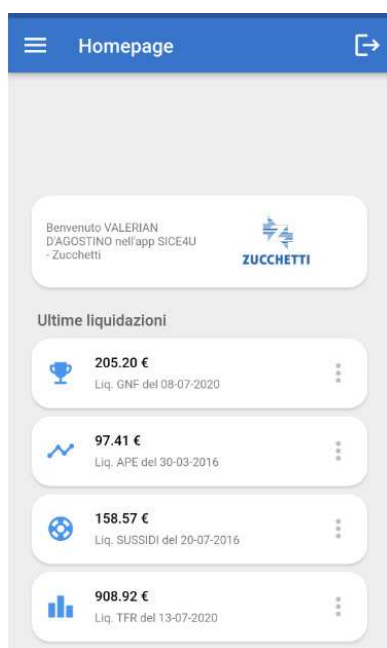 Homepage
Benvenuto VALERIAN
D'AGOSTINO nell'app SICE4U
- Zucchetti
ZUCCHETTI
Ultime liquidazioni
205.20 €
Liq. GNF del 08-07-2020
97.41 €
Liq. APE del 30-03-2016
158.57 €
Liq. SUSSIDI del 20-07-2016
908.92 €
Liq. TFR del 13-07-2020